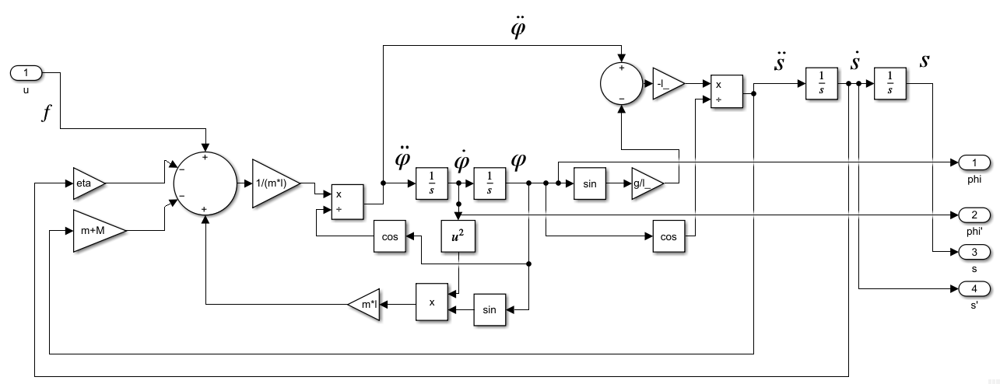 φ̈
1
u
f
+
−
-l_
x
÷
s̈
1/s
ṡ
1/s
s
eta
m+M
+
−
−
+
1/(m*l)
x
÷
φ̈
1/s
φ̇
1/s
φ
sin
g/l_
1
phi
2
phi'
3
s
4
s'
cos
u²
cos
m*l
x
sin